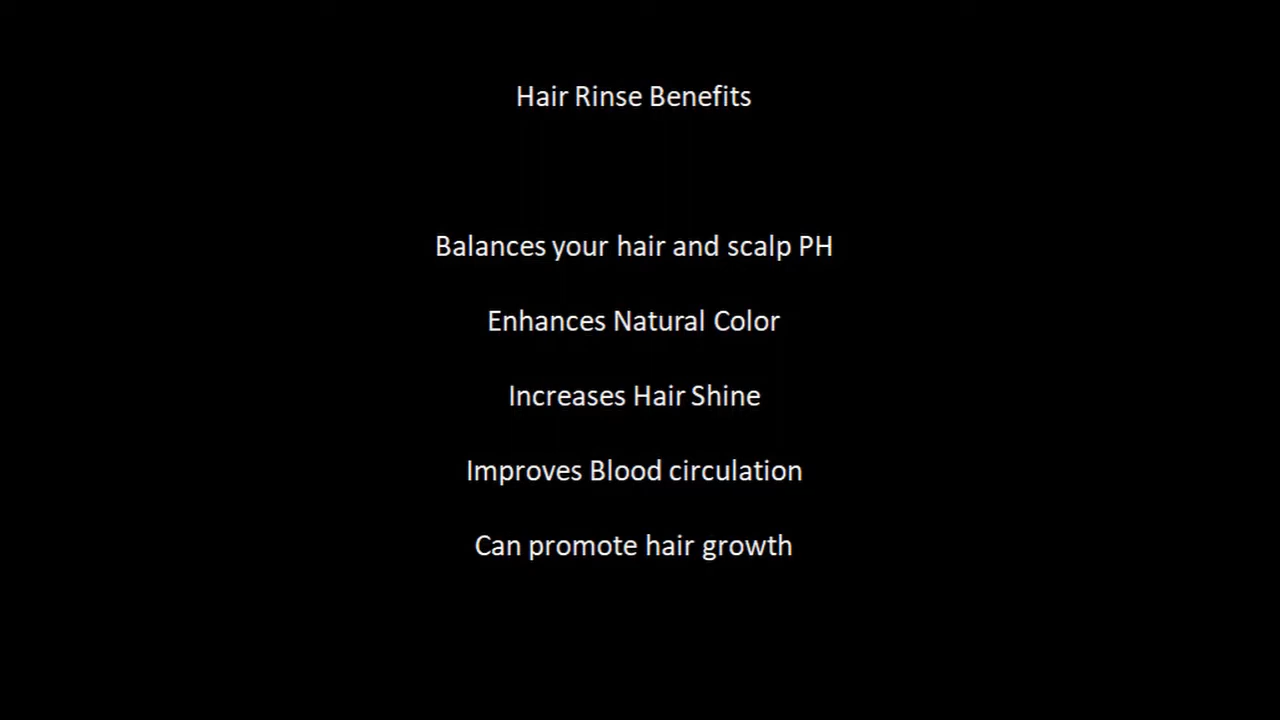 Hair Rinse Benefits
Balances your hair and scalp PH
Enhances Natural Color
Increases Hair Shine
Improves Blood circulation
Can promote hair growth